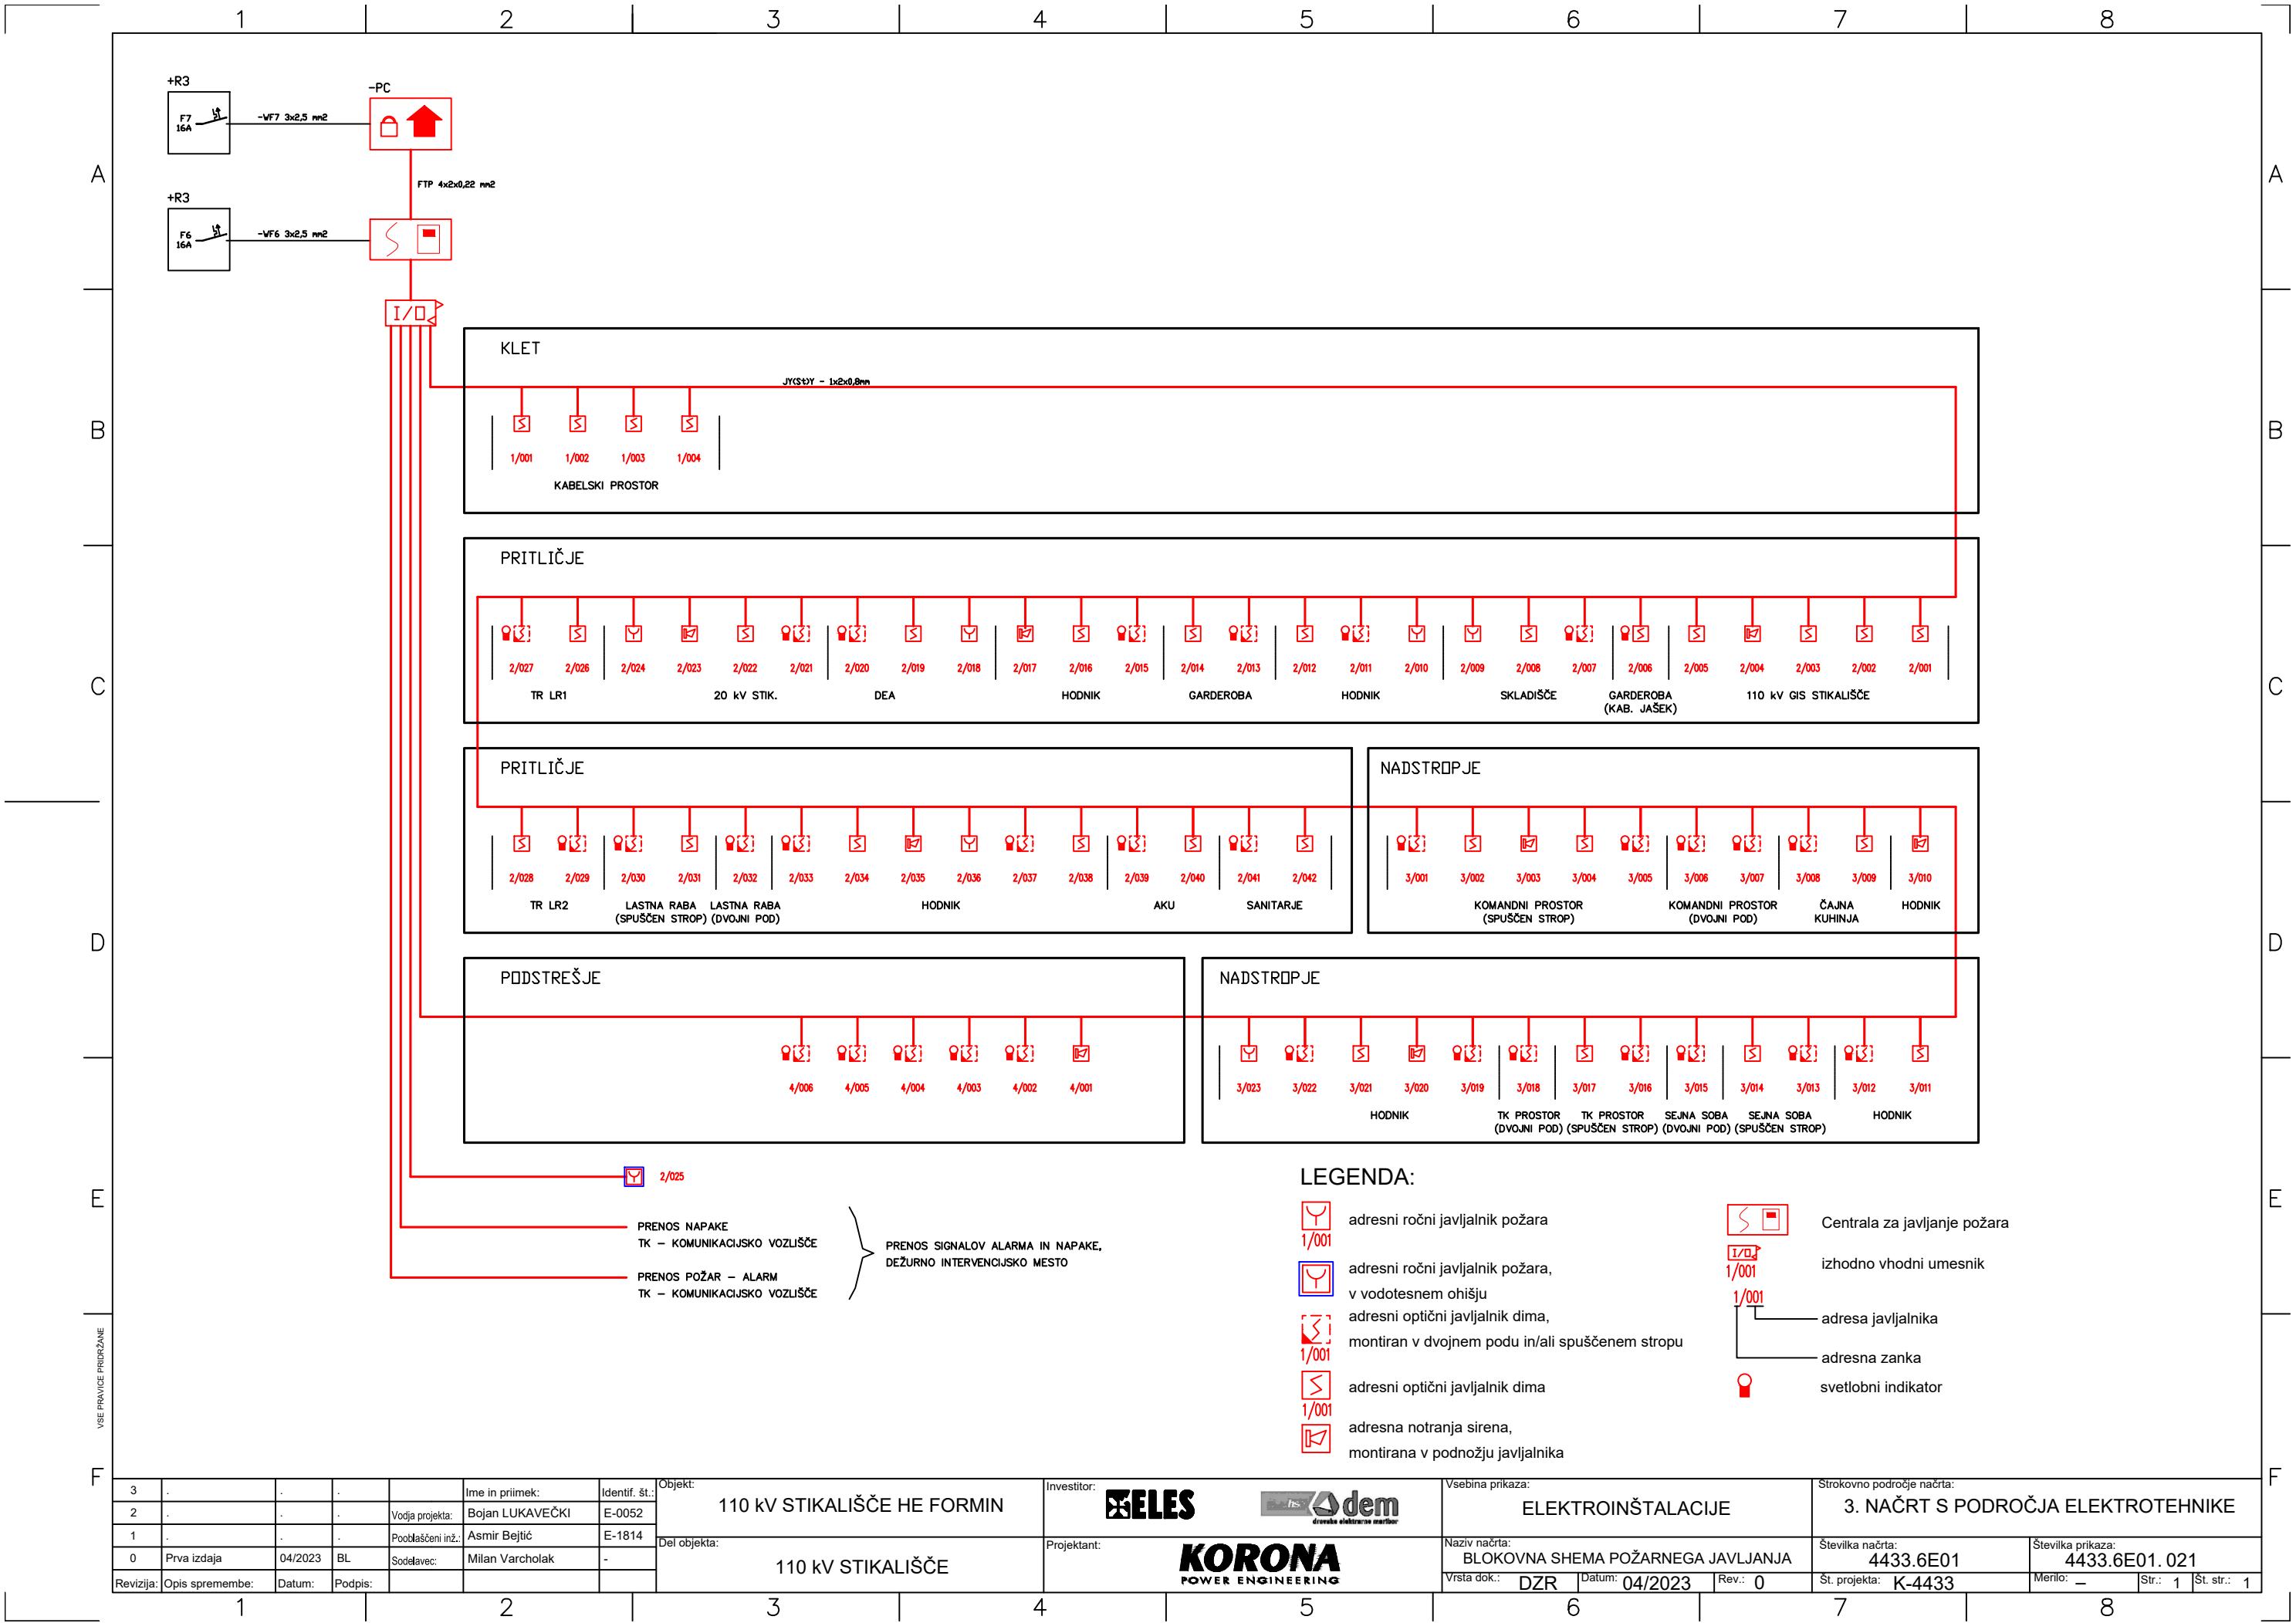 1 2 3 4 5 6 7 8
A A
B B
C C
D D
E E
F F
+R3
F7
16A
-WF7 3x2,5 mm2
-PC
FTP 4x2x0,22 mm2
+R3
F6
16A
-WF6 3x2,5 mm2
I/O
KLET
JY(St)Y - 1x2x0,8mm
1/001 1/002 1/003 1/004
KABELSKI PROSTOR
PRITLIČJE
2/027 2/026 2/024 2/023 2/022 2/021 2/020 2/019 2/018 2/017 2/016 2/015 2/014 2/013 2/012 2/011 2/010 2/009 2/008 2/007 2/006 2/005 2/004 2/003 2/002 2/001
TR LR1 20 kV STIK. DEA HODNIK GARDEROBA HODNIK SKLADIŠČE GARDEROBA 110 kV GIS STIKALIŠČE
(KAB. JAŠEK)
PRITLIČJE
2/028 2/029 2/030 2/031 2/032 2/033 2/034 2/035 2/036 2/037 2/038 2/039 2/040 2/041 2/042
TR LR2 LASTNA RABA LASTNA RABA HODNIK AKU SANITARJE
(SPUŠČEN STROP) (DVOJNI POD)
NADSTROPJE
3/001 3/002 3/003 3/004 3/005 3/006 3/007 3/008 3/009 3/010
KOMANDNI PROSTOR KOMANDNI PROSTOR ČAJNA HODNIK
(SPUŠČEN STROP) (DVOJNI POD) KUHINJA
PODSTREŠJE
4/006 4/005 4/004 4/003 4/002 4/001
NADSTROPJE
3/023 3/022 3/021 3/020 3/019 3/018 3/017 3/016 3/015 3/014 3/013 3/012 3/011
HODNIK TK PROSTOR TK PROSTOR SEJNA SOBA SEJNA SOBA HODNIK
(DVOJNI POD) (SPUŠČEN STROP) (DVOJNI POD) (SPUŠČEN STROP)
2/025
PRENOS NAPAKE
TK – KOMUNIKACIJSKO VOZLIŠČE
PRENOS POŽAR – ALARM
TK – KOMUNIKACIJSKO VOZLIŠČE
PRENOS SIGNALOV ALARMA IN NAPAKE,
DEŽURNO INTERVENCIJSKO MESTO
LEGENDA:
1/001
adresni ročni javljalnik požara
adresni ročni javljalnik požara,
v vodotesnem ohišju
1/001
adresni optični javljalnik dima,
montiran v dvojnem podu in/ali spuščenem stropu
1/001
adresni optični javljalnik dima
adresna notranja sirena,
montirana v podnožju javljalnika
Centrala za javljanje požara
I/O
1/001
izhodno vhodni umesnik
1/001
adresa javljalnika
adresna zanka
svetlobni indikator
VSE PRAVICE PRIDRŽANE
3 . . . Ime in priimek: Identif. št.:
2 . . . Vodja projekta: Bojan LUKAVEČKI E-0052
1 . . . Pooblaščeni inž.: Asmir Bejtić E-1814
0 Prva izdaja 04/2023 BL Sodelavec: Milan Varcholak -
Revizija: Opis spremembe: Datum: Podpis:
Objekt:
110 kV STIKALIŠČE HE FORMIN
Del objekta:
110 kV STIKALIŠČE
Investitor:
ELES
hse dem
dravske elektrarne maribor
Projektant:
KORONA
POWER ENGINEERING
Vsebina prikaza:
ELEKTROINŠTALACIJE
Naziv načrta:
BLOKOVNA SHEMA POŽARNEGA JAVLJANJA
Vrsta dok.: DZR Datum: 04/2023 Rev.: 0
Strokovno področje načrta:
3. NAČRT S PODROČJA ELEKTROTEHNIKE
Številka načrta:
4433.6E01
Številka prikaza:
4433.6E01.021
Št. projekta: K-4433 Merilo: – Str.: 1 Št. str.: 1
1 2 3 4 5 6 7 8